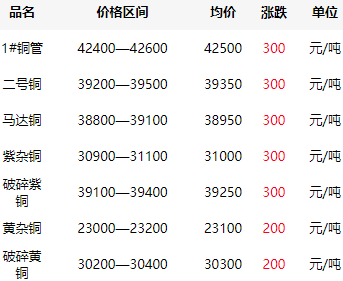 品名 价格区间 均价 涨跌 单位
1#铜管 42400—42600 42500 300 元/吨
二号铜 39200—39500 39350 300 元/吨
马达铜 38800—39100 38950 300 元/吨
紫杂铜 30900—31100 31000 300 元/吨
破碎紫铜 39100—39400 39250 300 元/吨
黄杂铜 23000—23200 23100 200 元/吨
破碎黄铜 30200—30400 30300 200 元/吨